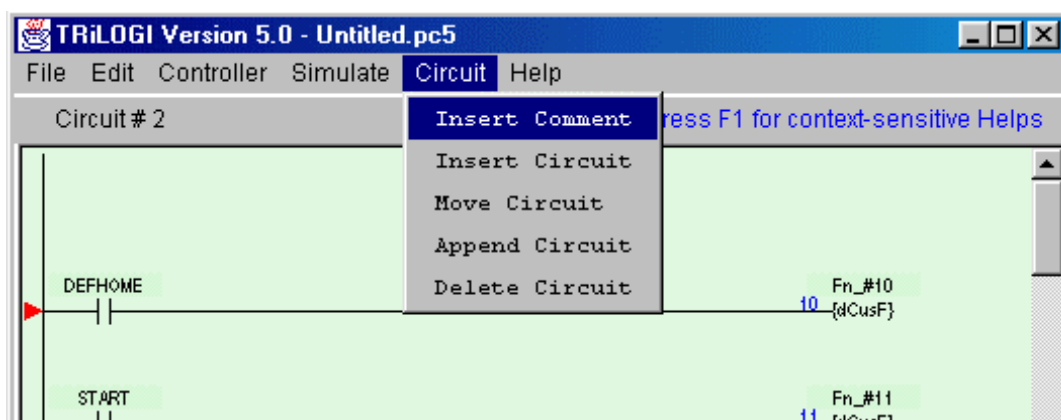 TRiLOGI Version 5.0 - Untitled.pc5
File Edit Controller Simulate Circuit Help
Circuit # 2
ress F1 for context-sensitive Helps
Insert Comment
Insert Circuit
Move Circuit
Append Circuit
Delete Circuit
DEFHOME
Fn_#10
10 {dCusF}
START
Fn_#11
11 {dCusF}